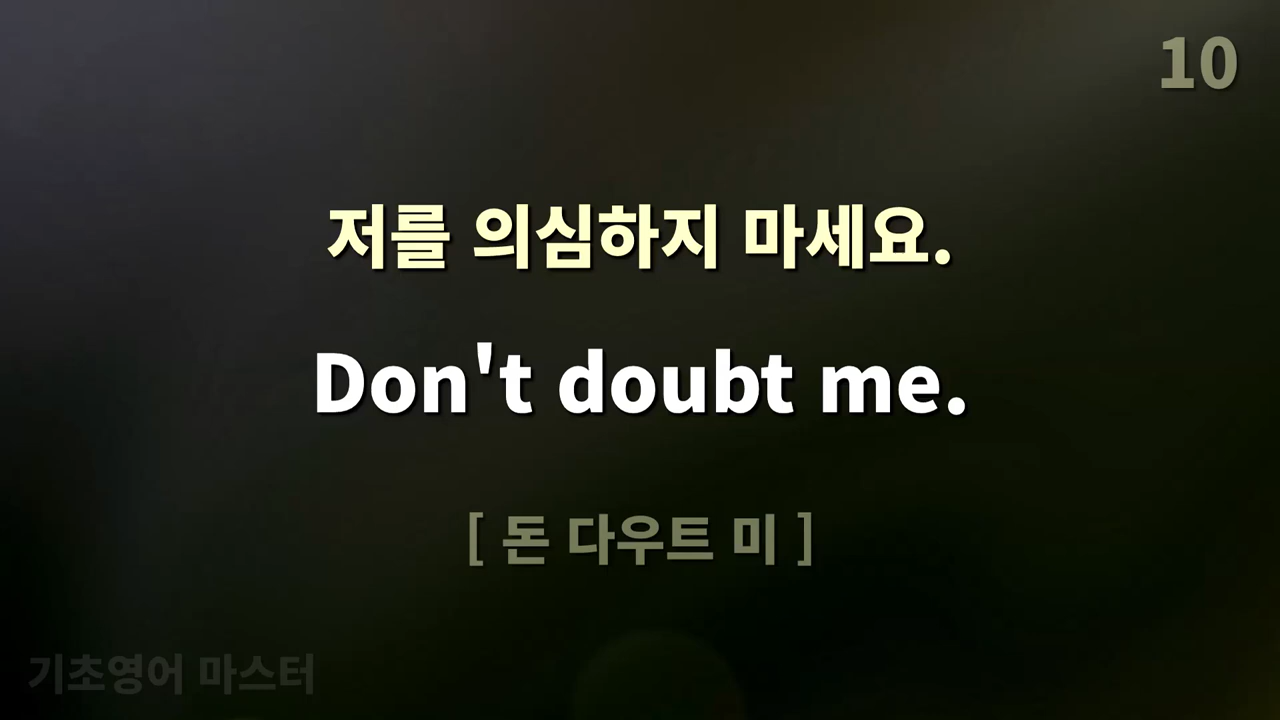 10
저를 의심하지 마세요.
Don't doubt me.
[ 돈 다우트 미 ]
기초영어 마스터